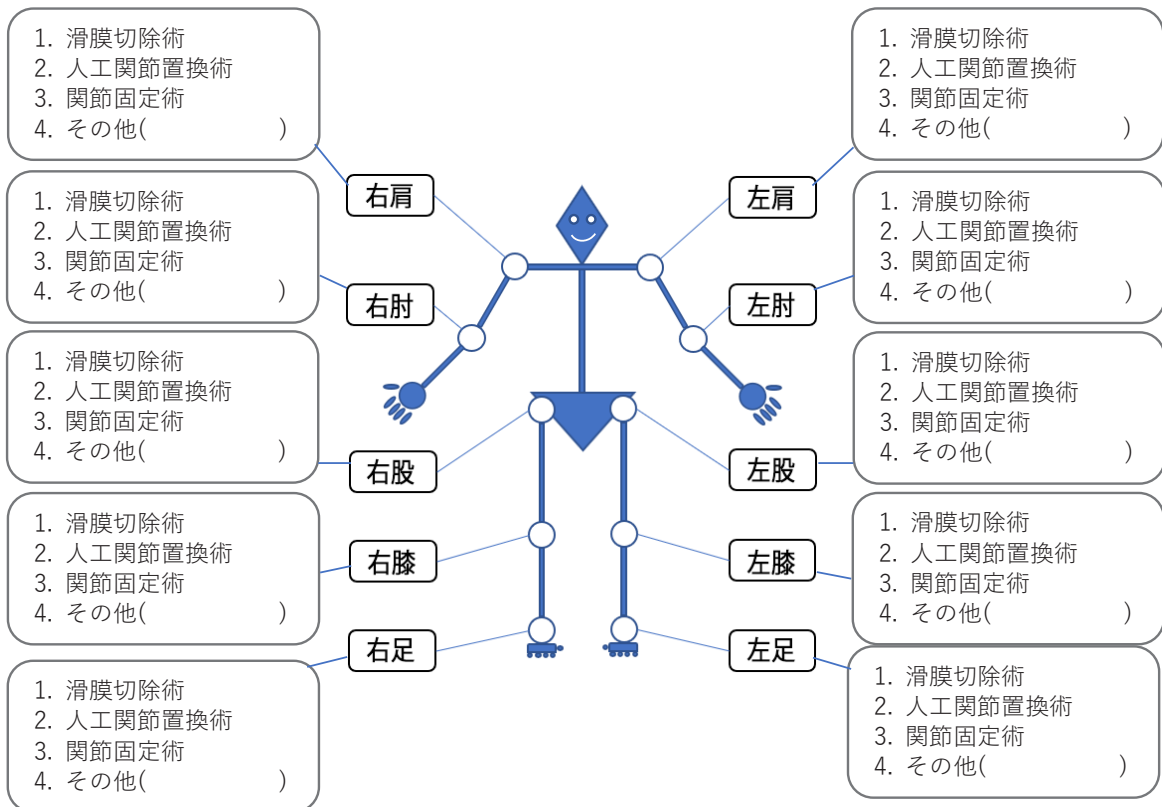 1. 滑膜切除術
2. 人工関節置換術
3. 関節固定術
4. その他(                )
右肩
1. 滑膜切除術
2. 人工関節置換術
3. 関節固定術
4. その他(                )
右肘
1. 滑膜切除術
2. 人工関節置換術
3. 関節固定術
4. その他(                )
右股
1. 滑膜切除術
2. 人工関節置換術
3. 関節固定術
4. その他(                )
右膝
1. 滑膜切除術
2. 人工関節置換術
3. 関節固定術
4. その他(                )
右足
1. 滑膜切除術
2. 人工関節置換術
3. 関節固定術
4. その他(                )
左肩
1. 滑膜切除術
2. 人工関節置換術
3. 関節固定術
4. その他(                )
左肘
1. 滑膜切除術
2. 人工関節置換術
3. 関節固定術
4. その他(                )
左股
1. 滑膜切除術
2. 人工関節置換術
3. 関節固定術
4. その他(                )
左膝
1. 滑膜切除術
2. 人工関節置換術
3. 関節固定術
4. その他(                )
左足